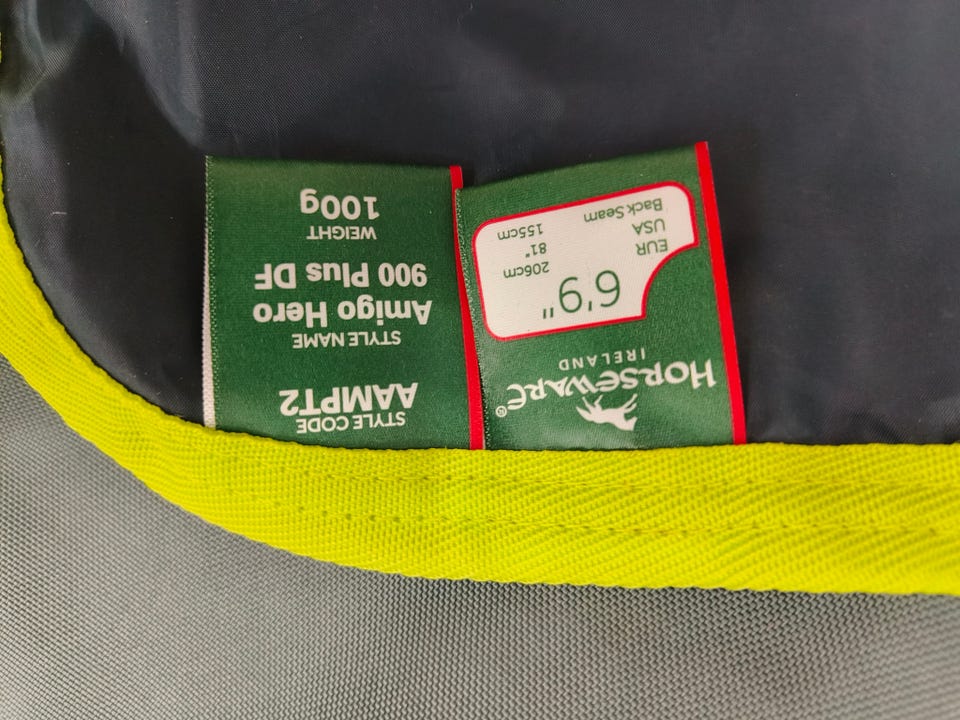 HORSEWARE®
IRELAND
6'9"
EUR 206cm
USA 81"
Back Seam 155cm
STYLE CODE
AAMPT2
STYLE NAME
Amigo Hero
900 Plus DF
WEIGHT
100g